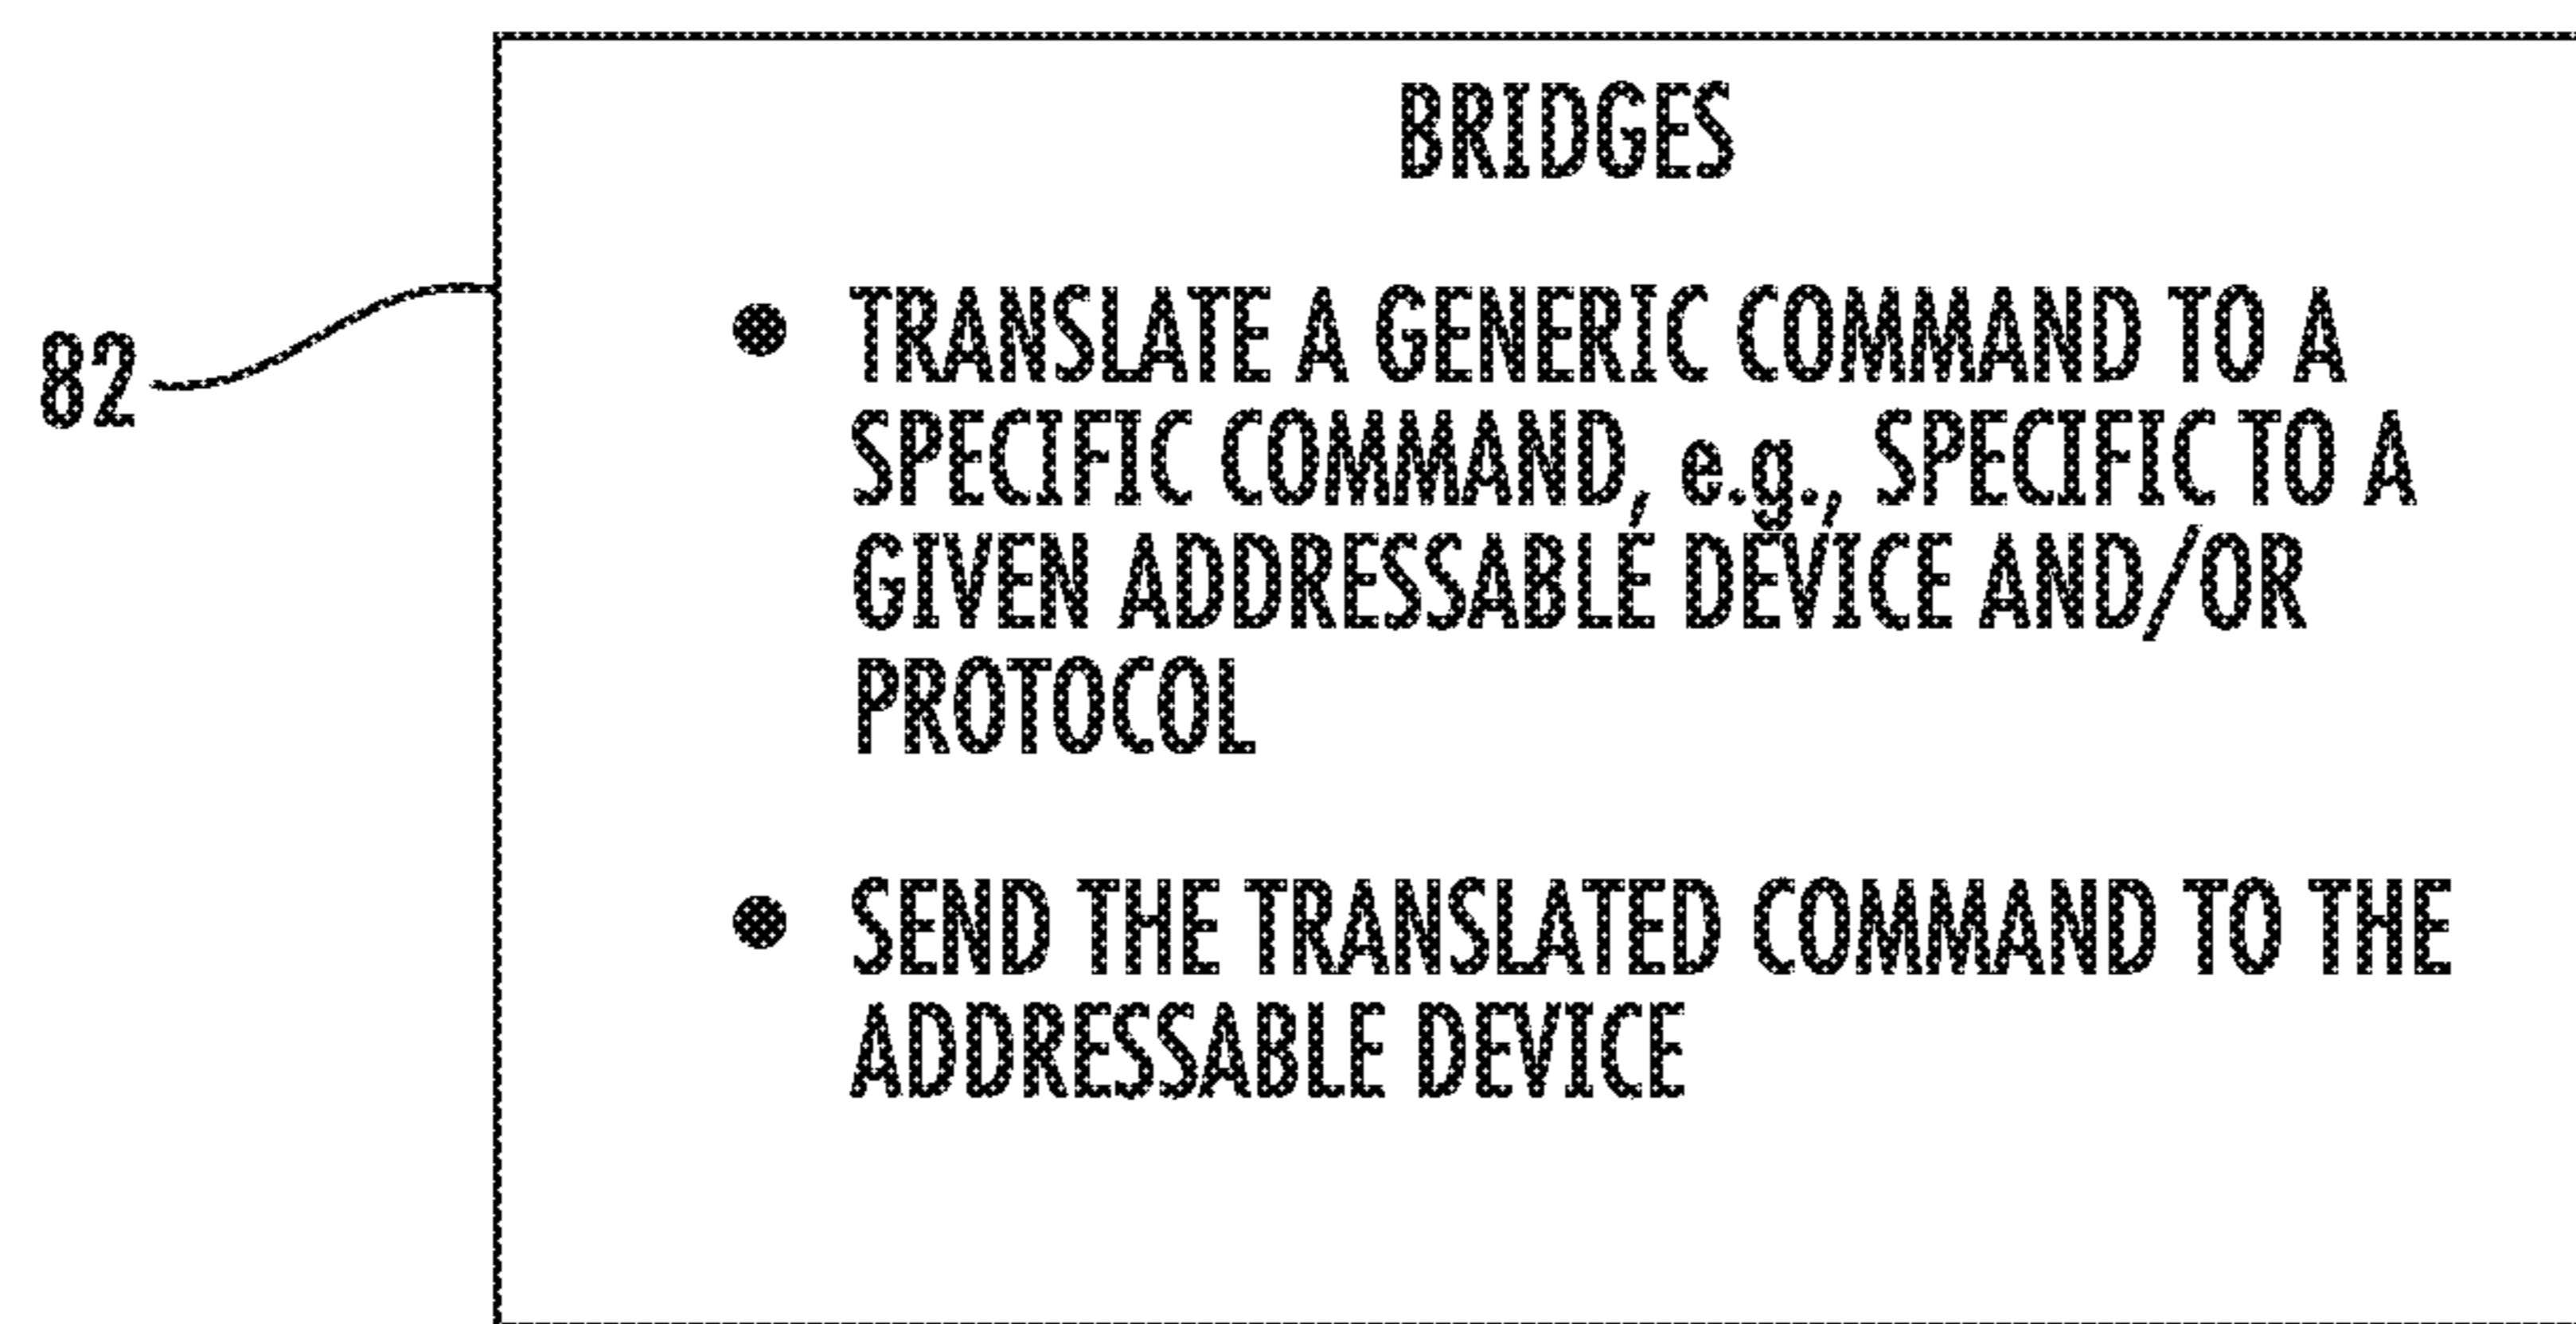 BRIDGES
82
• TRANSLATE A GENERIC COMMAND TO A
SPECIFIC COMMAND, e.g., SPECIFIC TO A
GIVEN ADDRESSABLE DEVICE AND/OR
PROTOCOL
• SEND THE TRANSLATED COMMAND TO THE
ADDRESSABLE DEVICE